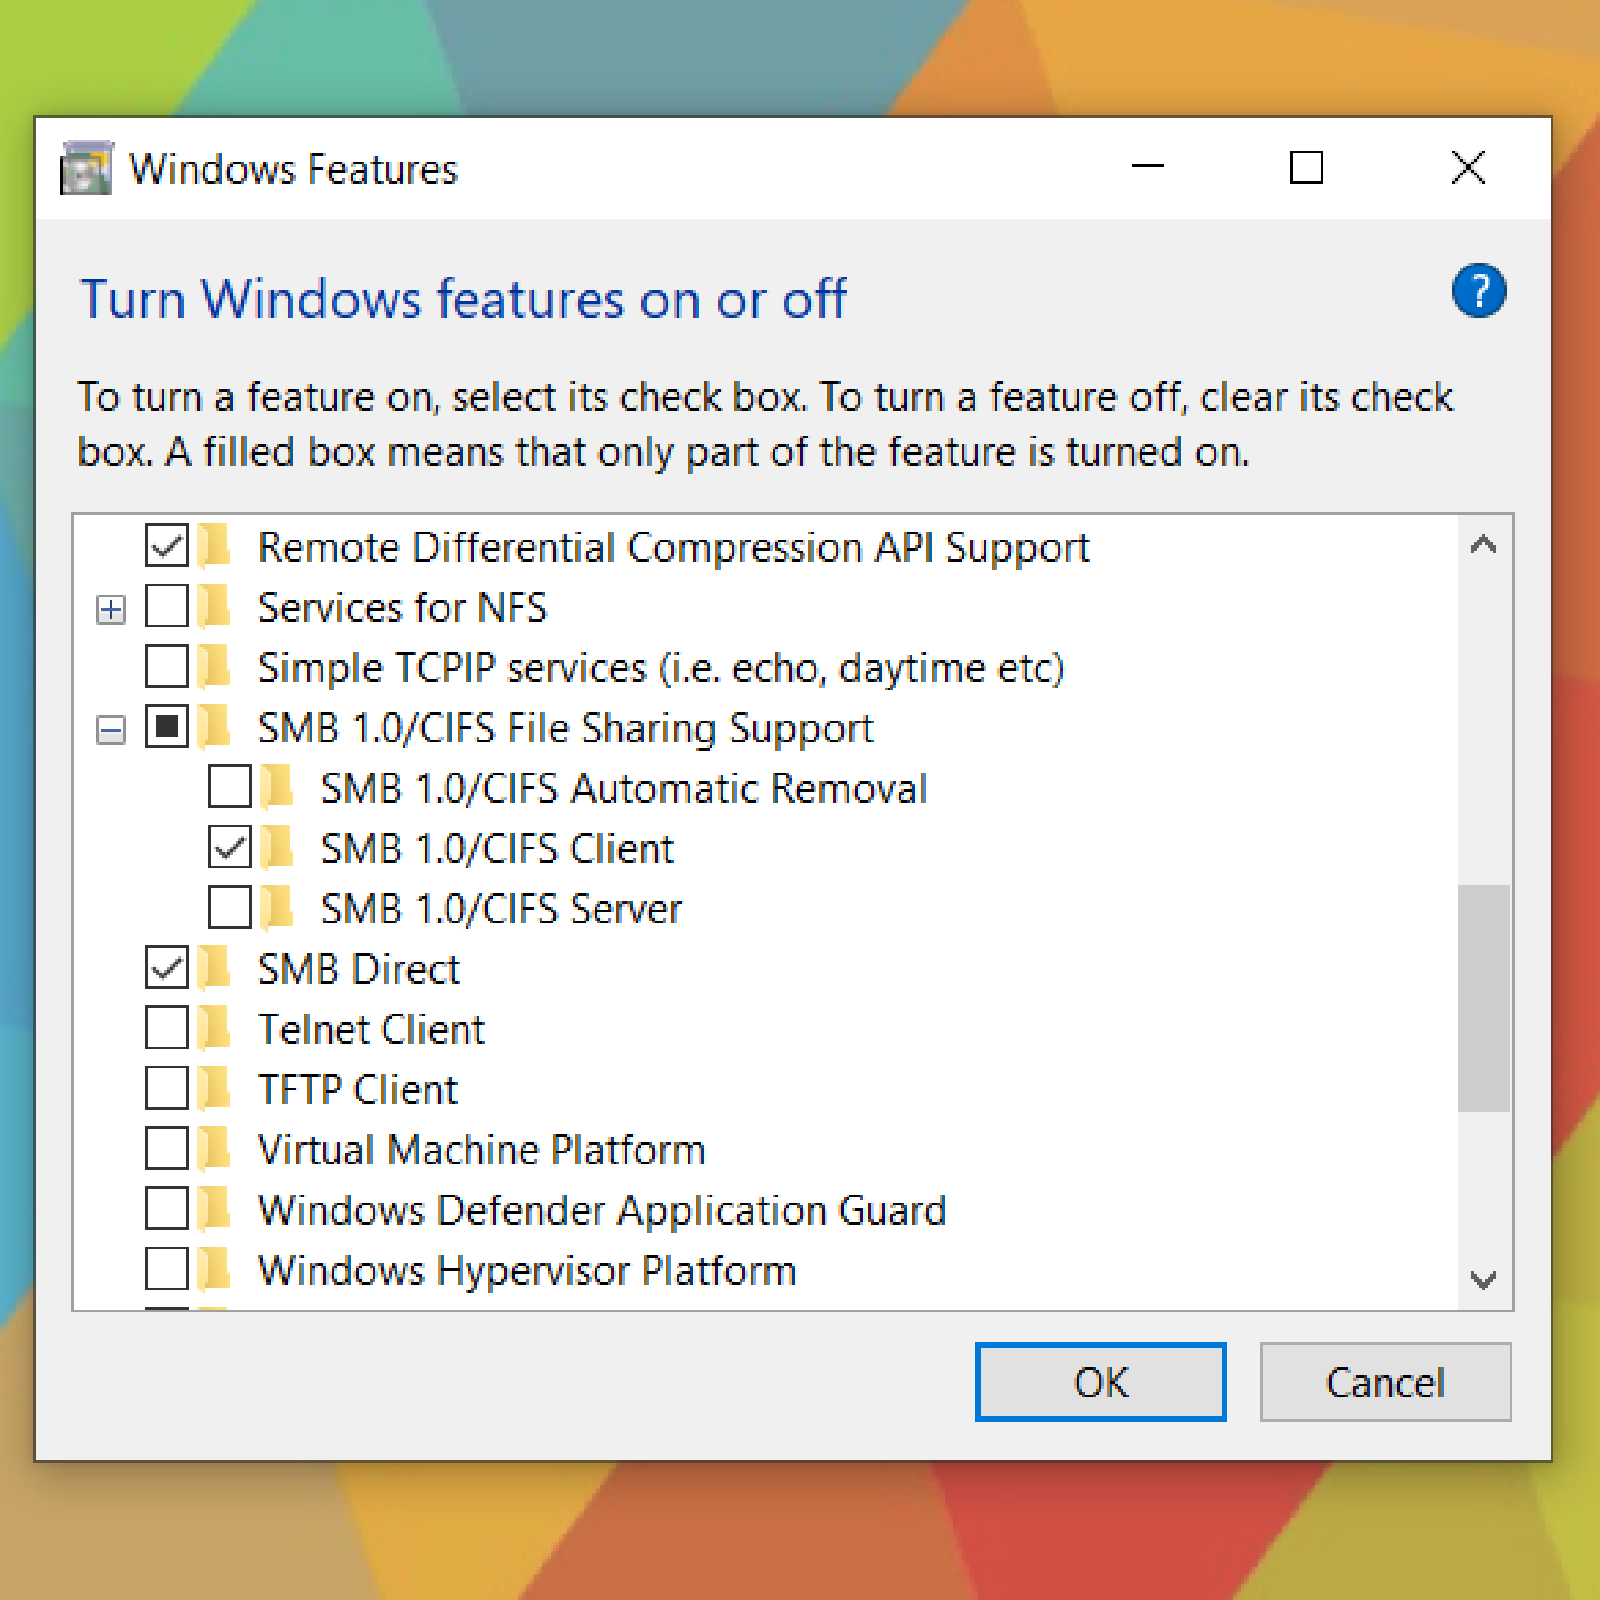 Windows Features
Turn Windows features on or off
?
To turn a feature on, select its check box. To turn a feature off, clear its check
box. A filled box means that only part of the feature is turned on.
Remote Differential Compression API Support
Services for NFS
Simple TCPIP services (i.e. echo, daytime etc)
SMB 1.0/CIFS File Sharing Support
SMB 1.0/CIFS Automatic Removal
SMB 1.0/CIFS Client
SMB 1.0/CIFS Server
SMB Direct
Telnet Client
TFTP Client
Virtual Machine Platform
Windows Defender Application Guard
Windows Hypervisor Platform
OK
Cancel